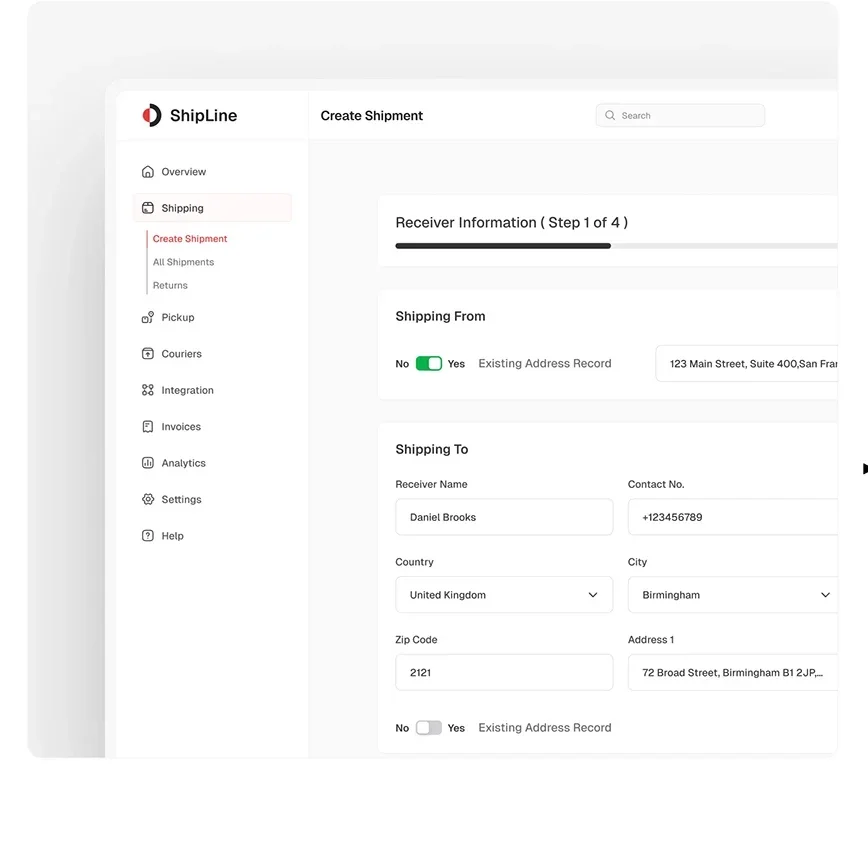 ShipLine
Create Shipment
Search
Overview
Shipping
Create Shipment
All Shipments
Returns
Pickup
Couriers
Integration
Invoices
Analytics
Settings
Help
Receiver Information ( Step 1 of 4 )
Shipping From
No Yes Existing Address Record
123 Main Street, Suite 400,San Fran
Shipping To
Receiver Name Contact No.
Daniel Brooks +123456789
Country City
United Kingdom Birmingham
Zip Code Address 1
2121 72 Broad Street, Birmingham B1 2JP,...
No Yes Existing Address Record